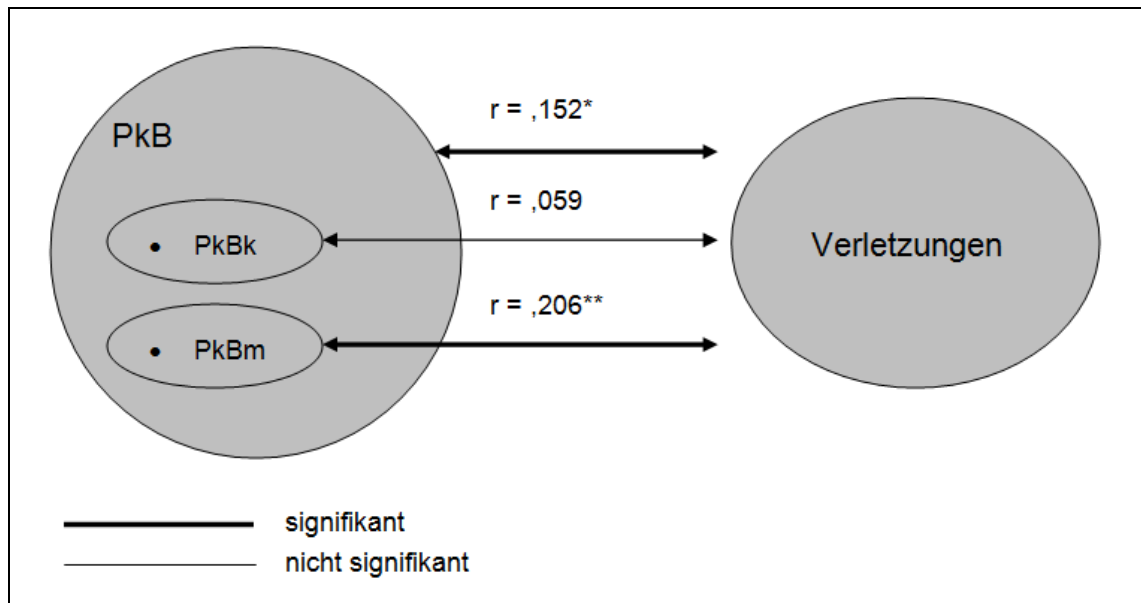 r = ,152*
PkB
r = ,059
• PkBk
Verletzungen
r = ,206**
• PkBm
signifikant
nicht signifikant